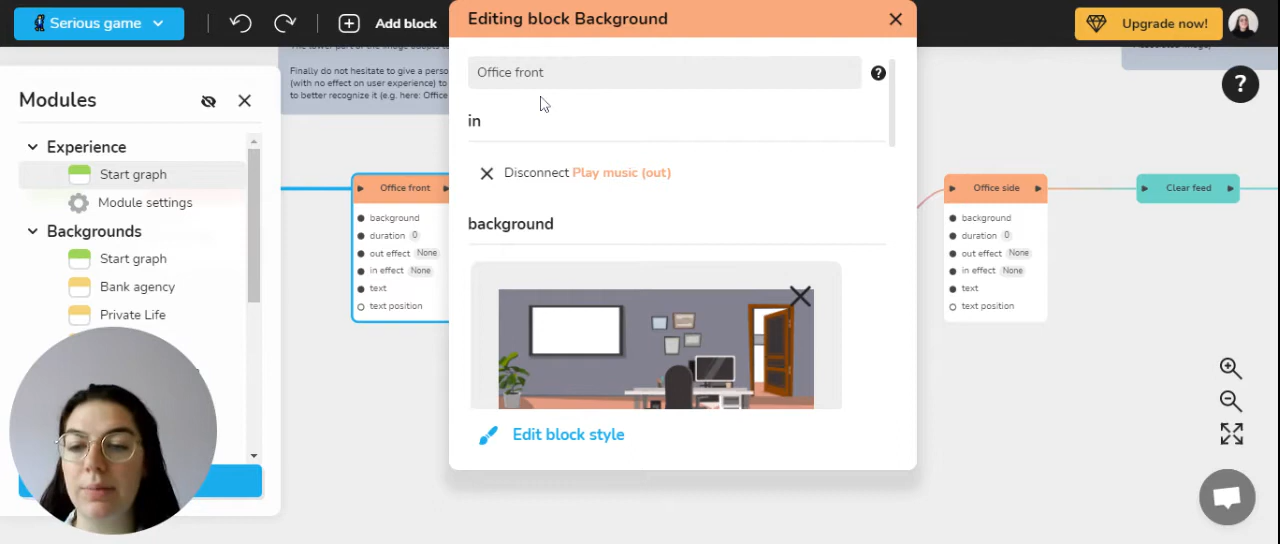 Serious game
Add block
Editing block Background
Upgrade now!
Finally do not hesitate to give a perso
(with no effect on user experience) to
to better recognize it (e.g. here: Office
Modules
Experience
Start graph
Module settings
Backgrounds
Start graph
Bank agency
Private Life
Office front
?
in
Disconnect Play music (out)
background
Edit block style
Office front
background
duration 0
out effect None
in effect None
text
text position
Office side
background
duration 0
out effect None
in effect None
text
text position
Clear feed
?